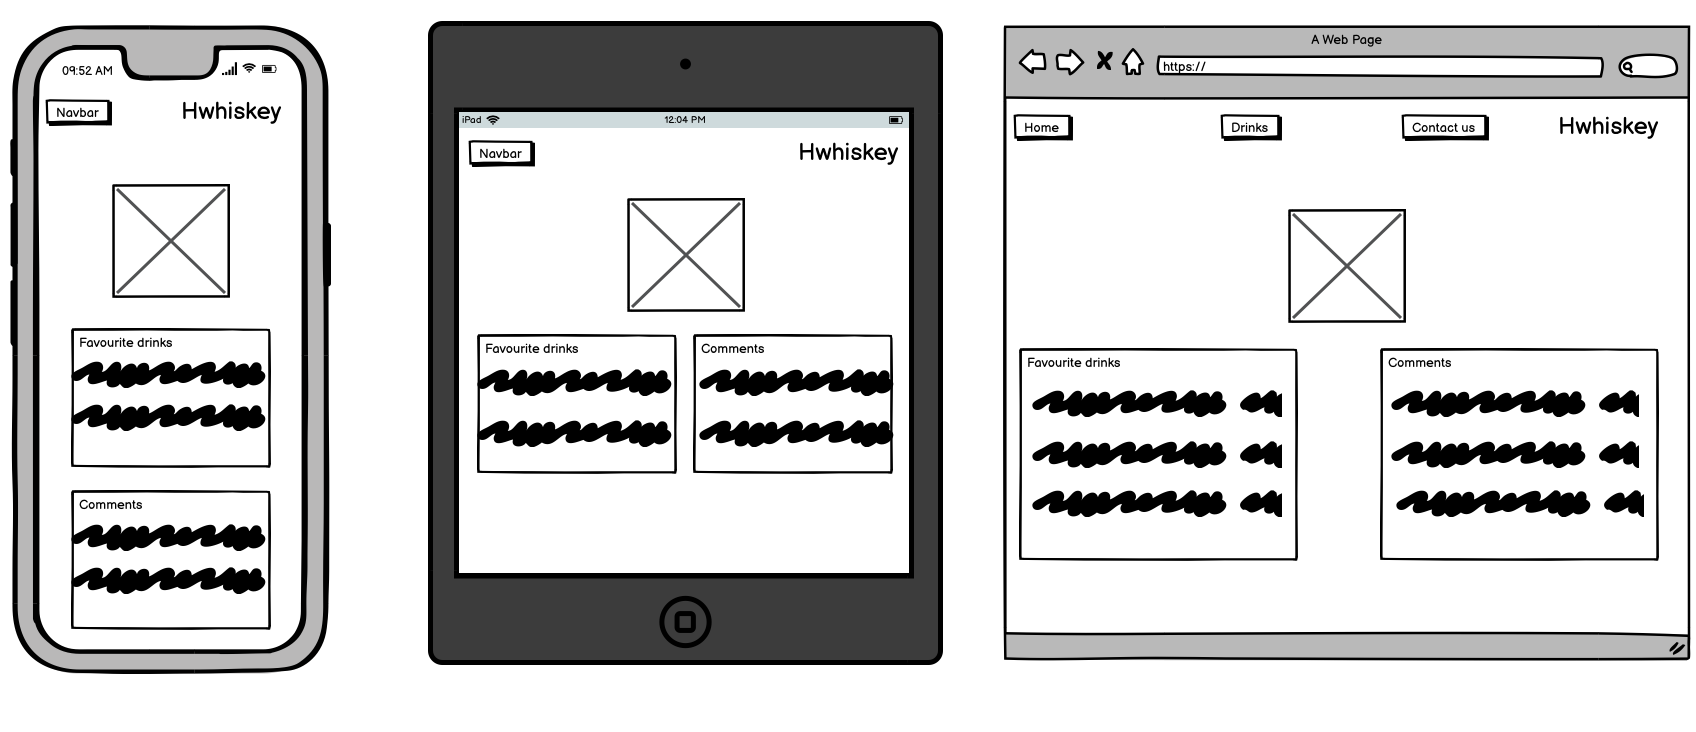 09:52 AM
Navbar
Hwhiskey
Favourite drinks
Comments
iPad
12:04 PM
Navbar
Hwhiskey
Favourite drinks
Comments
A Web Page
https://
Home
Drinks
Contact us
Hwhiskey
Favourite drinks
Comments